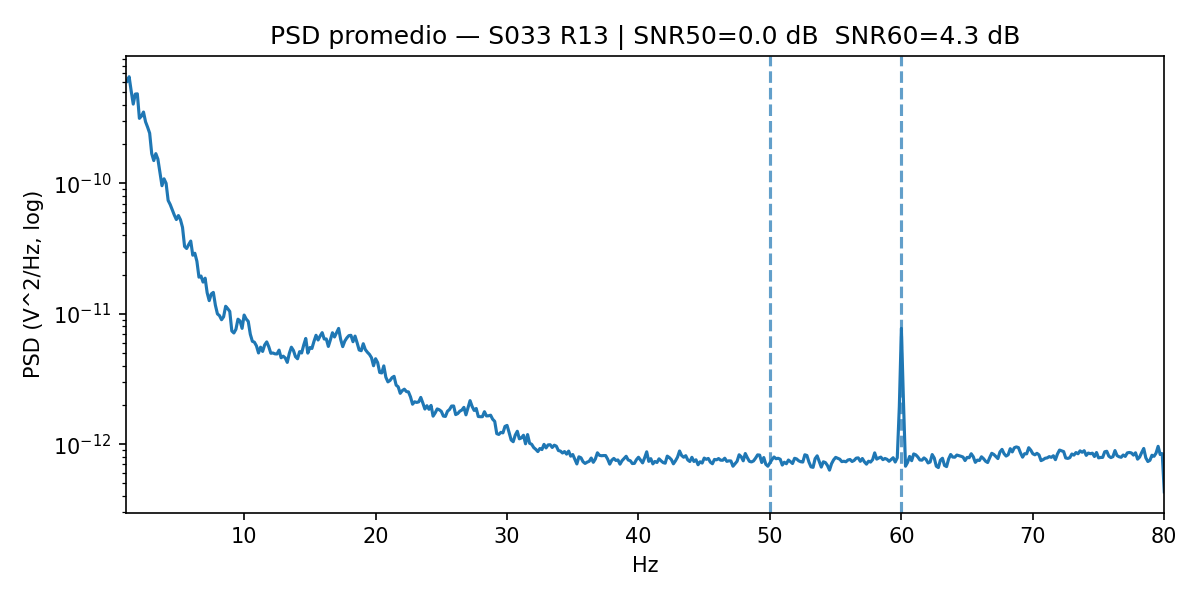 PSD promedio — S033 R13 | SNR50=0.0 dB  SNR60=4.3 dB
PSD (V^2/Hz, log)
10⁻¹⁰
10⁻¹¹
10⁻¹²
10 20 30 40 50 60 70 80
Hz